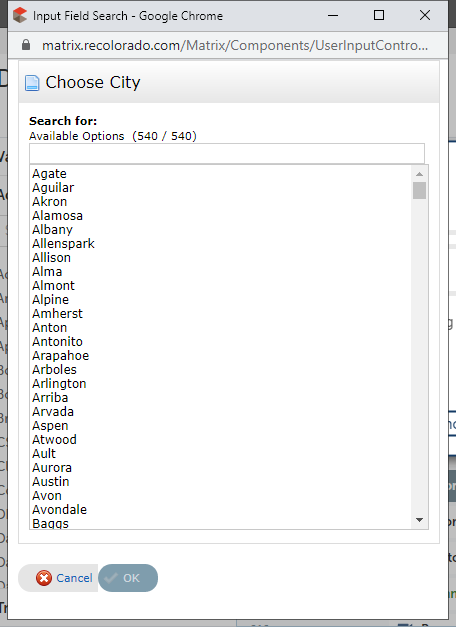 Input Field Search - Google Chrome
matrix.recolorado.com/Matrix/Components/UserInputContro...
Choose City
Search for:
Available Options (540 / 540)
Agate
Aguilar
Akron
Alamosa
Albany
Allenspark
Allison
Alma
Almont
Alpine
Amherst
Anton
Antonito
Arapahoe
Arboles
Arlington
Arriba
Arvada
Aspen
Atwood
Ault
Aurora
Austin
Avon
Avondale
Baggs
Cancel
OK